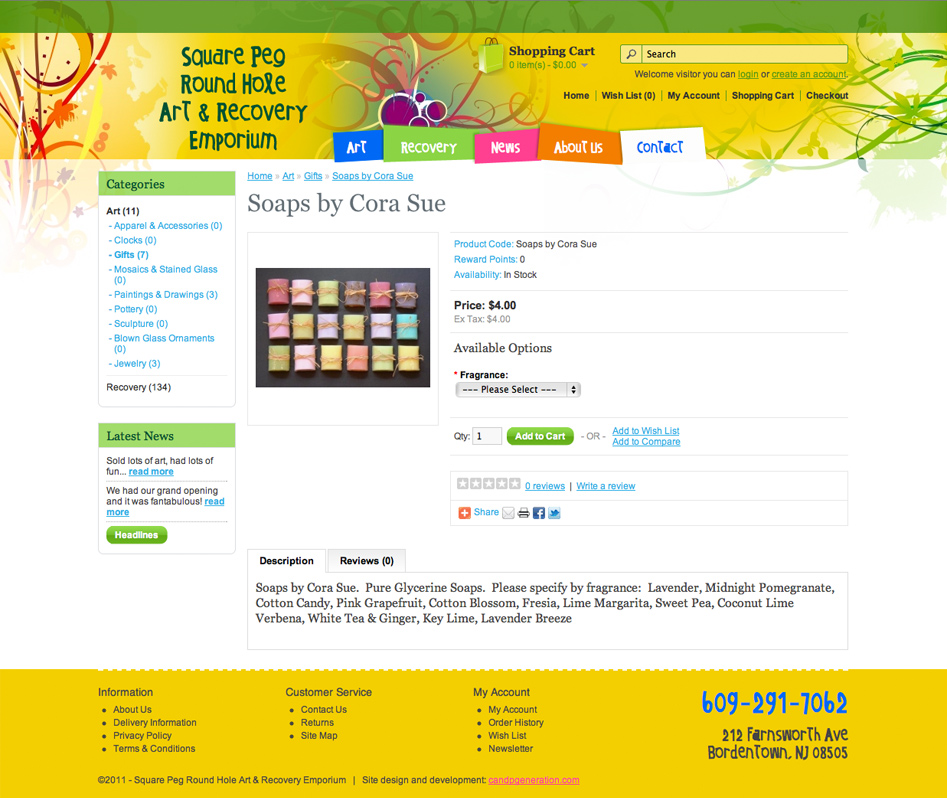 Square Peg
Round Hole
Art & Recovery
Emporium
Shopping Cart
0 item(s) - $0.00
Search
Welcome visitor you can login or create an account.
Home | Wish List (0) | My Account | Shopping Cart | Checkout
Art
Recovery
News
About Us
Contact
Categories
Art (11)
- Apparel & Accessories (0)
- Clocks (0)
- Gifts (7)
- Mosaics & Stained Glass
(0)
- Paintings & Drawings (3)
- Pottery (0)
- Sculpture (0)
- Blown Glass Ornaments
(0)
- Jewelry (3)
Recovery (134)
Latest News
Sold lots of art, had lots of
fun... read more
We had our grand opening
and it was fantabulous! read
more
Headlines
Home » Art » Gifts » Soaps by Cora Sue
Soaps by Cora Sue
Product Code: Soaps by Cora Sue
Reward Points: 0
Availability: In Stock
Price: $4.00
Ex Tax: $4.00
Available Options
* Fragrance:
--- Please Select ---
Qty: 1 Add to Cart - OR - Add to Wish List
Add to Compare
0 reviews | Write a review
Share
Description
Reviews (0)
Soaps by Cora Sue. Pure Glycerine Soaps. Please specify by fragrance: Lavender, Midnight Pomegranate,
Cotton Candy, Pink Grapefruit, Cotton Blossom, Fresia, Lime Margarita, Sweet Pea, Coconut Lime
Verbena, White Tea & Ginger, Key Lime, Lavender Breeze
Information
About Us
Delivery Information
Privacy Policy
Terms & Conditions
Customer Service
Contact Us
Returns
Site Map
My Account
My Account
Order History
Wish List
Newsletter
609-291-7062
212 Farnsworth Ave
Bordentown, NJ 08505
©2011 - Square Peg Round Hole Art & Recovery Emporium | Site design and development: candpgeneration.com